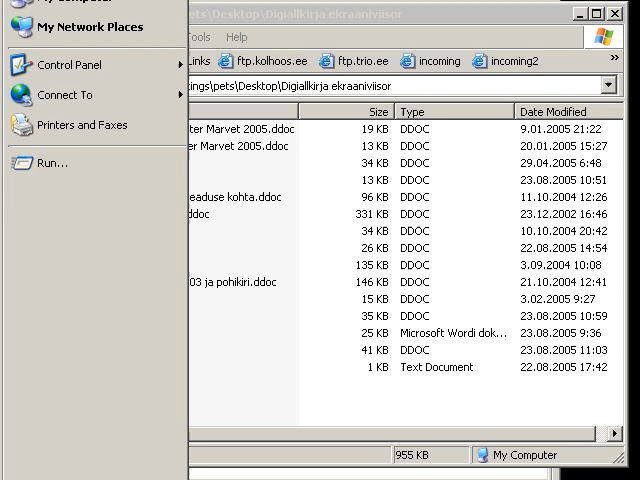 ets\Desktop\Digiallkirja ekraaniviisor
My Network Places
Tools Help
Links ftp.kolhoos.ee ftp.trio.ee incoming incoming2
Control Panel
ings\pets\Desktop\Digiallkirja ekraaniviisor
Connect To
Size Type Date Modified
Printers and Faxes
ter Marvet 2005.ddoc 19 KB DDOC 9.01.2005 21:22
er Marvet 2005.ddoc 13 KB DDOC 20.01.2005 15:27
Run...
34 KB DDOC 29.04.2005 6:48
13 KB DDOC 23.08.2005 10:51
eaduse kohta.ddoc 96 KB DDOC 11.10.2004 12:26
ddoc 331 KB DDOC 23.12.2002 16:46
34 KB DDOC 10.10.2004 20:42
26 KB DDOC 22.08.2005 14:54
135 KB DDOC 3.09.2004 10:08
03 ja pohikiri.ddoc 146 KB DDOC 21.10.2004 12:41
15 KB DDOC 3.02.2005 9:27
35 KB DDOC 23.08.2005 10:59
25 KB Microsoft Wordi dok... 23.08.2005 9:36
41 KB DDOC 23.08.2005 11:03
1 KB Text Document 22.08.2005 17:42
955 KB My Computer